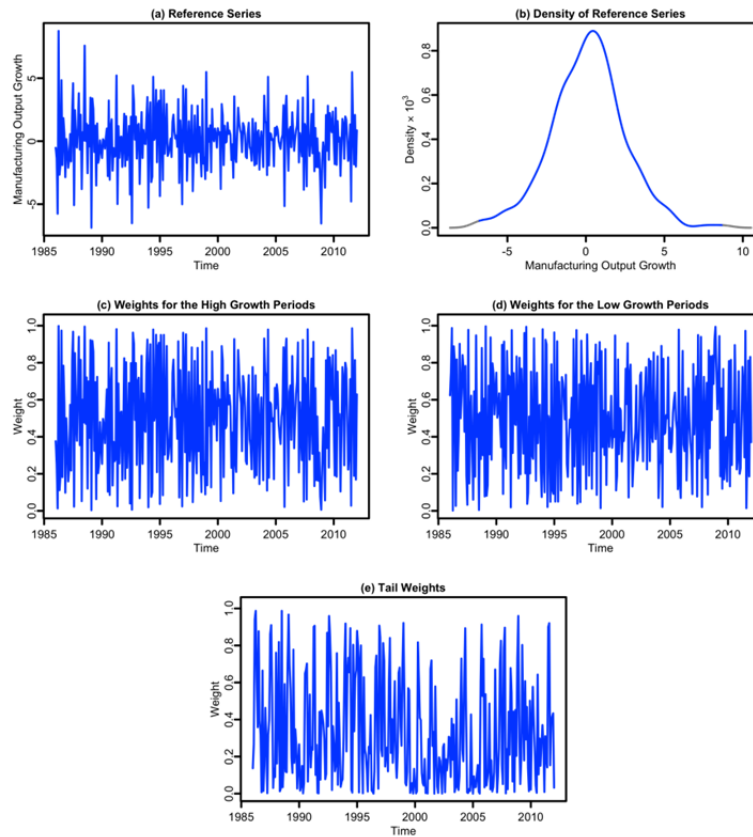 (a) Reference Series
Manufacturing Output Growth
5
0
-5
1985 1990 1995 2000 2005 2010
Time
(b) Density of Reference Series
Density × 10³
0.8
0.6
0.4
0.2
0.0
-5 0 5 10
Manufacturing Output Growth
(c) Weights for the High Growth Periods
Weight
1.0
0.8
0.6
0.4
0.2
0.0
1985 1990 1995 2000 2005 2010
Time
(d) Weights for the Low Growth Periods
Weight
1.0
0.8
0.6
0.4
0.2
0.0
1985 1990 1995 2000 2005 2010
Time
(e) Tail Weights
Weight
1.0
0.8
0.6
0.4
0.2
0.0
1985 1990 1995 2000 2005 2010
Time